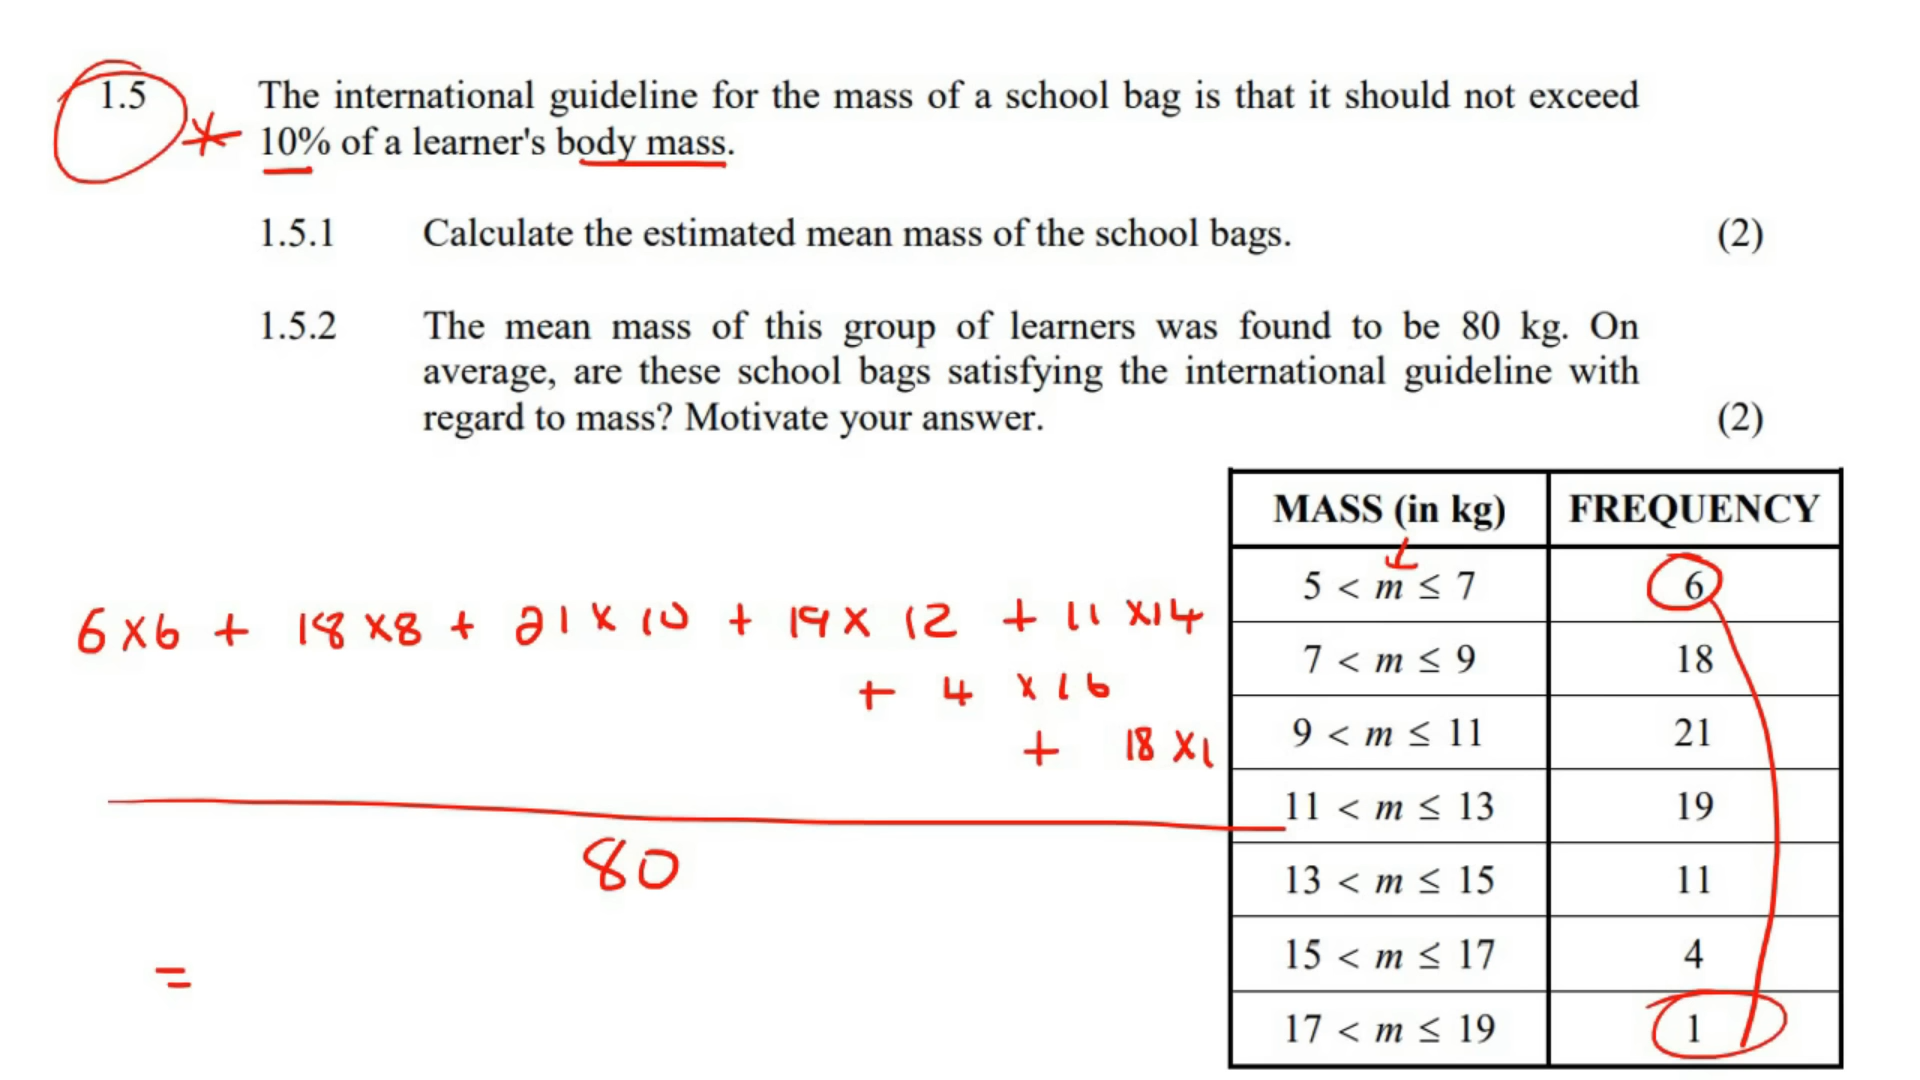 1.5 The international guideline for the mass of a school bag is that it should not exceed
10% of a learner's body mass.
1.5.1 Calculate the estimated mean mass of the school bags. (2)
1.5.2 The mean mass of this group of learners was found to be 80 kg. On
average, are these school bags satisfying the international guideline with
regard to mass? Motivate your answer. (2)
MASS (in kg) FREQUENCY
5 < m ≤ 7 6
7 < m ≤ 9 18
9 < m ≤ 11 21
11 < m ≤ 13 19
13 < m ≤ 15 11
15 < m ≤ 17 4
17 < m ≤ 19 1
6 × 6 + 18 × 8 + 21 × 10 + 19 × 12 + 11 × 14
+ 4 × 16
+ 18 × 1
80
=